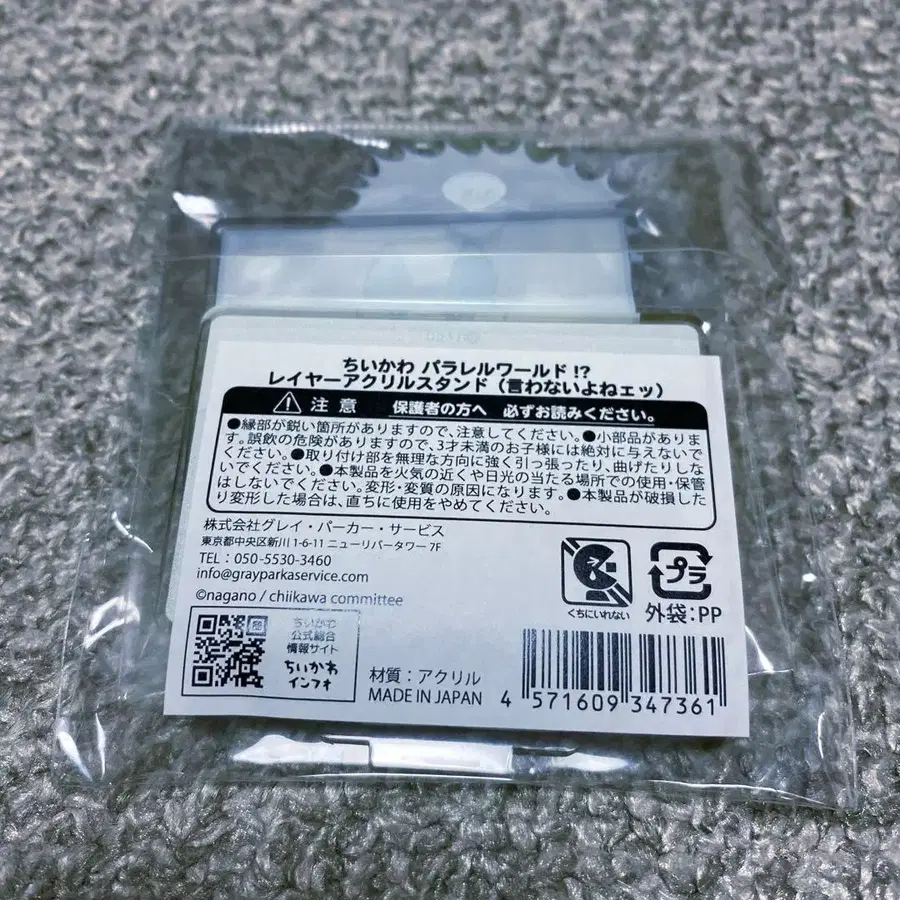 ちいかわ パラレルワールド!?
レイヤーアクリルスタンド（言わないよねェッ）
注意 保護者の方へ 必ずお読みください。
●縁部が鋭い箇所がありますので、注意してください。●小部品がありま
す。誤飲の危険がありますので、3才未満のお子様には絶対に与えないで
ください。●取り付け部を無理な方向に強く引っ張ったり、曲げたりしな
いでください。●本製品を火気の近くや日光の当たる場所での使用・保管
はしないでください。変形・変質の原因になります。●本製品が破損した
り変形した場合は、直ちに使用をやめてください。
株式会社グレイ・パーカー・サービス
東京都中央区新川 1-6-11 ニューリバータワー 7F
TEL：050-5530-3460
info@grayparkaservice.com
©nagano / chiikawa committee
ちいかわ
公式総合
情報サイト
ちいかわ
インフォ
材質：アクリル
MADE IN JAPAN
くちにいれない
プラ
外袋：PP
4 571609 347361